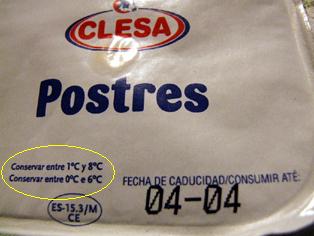 CLESA
Postres
Conservar entre 1ºC y 8ºC
Conservar entre 0ºC e 6ºC
FECHA DE CADUCIDAD/CONSUMIR ATÉ:
04-04
ES-15.3/M
CE